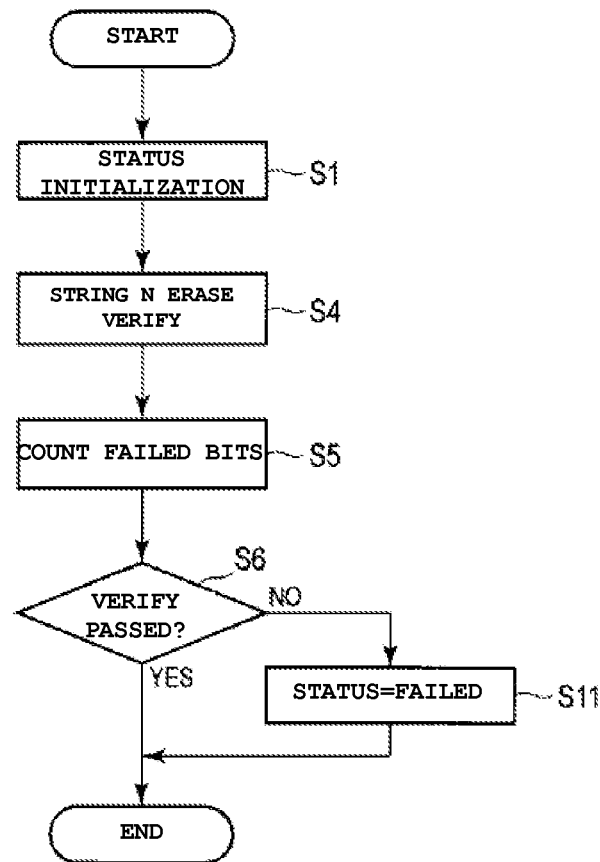 START
STATUS
INITIALIZATION
S1
STRING N ERASE
VERIFY
S4
COUNT FAILED BITS
S5
S6
VERIFY
PASSED?
NO
YES
STATUS=FAILED
S11
END